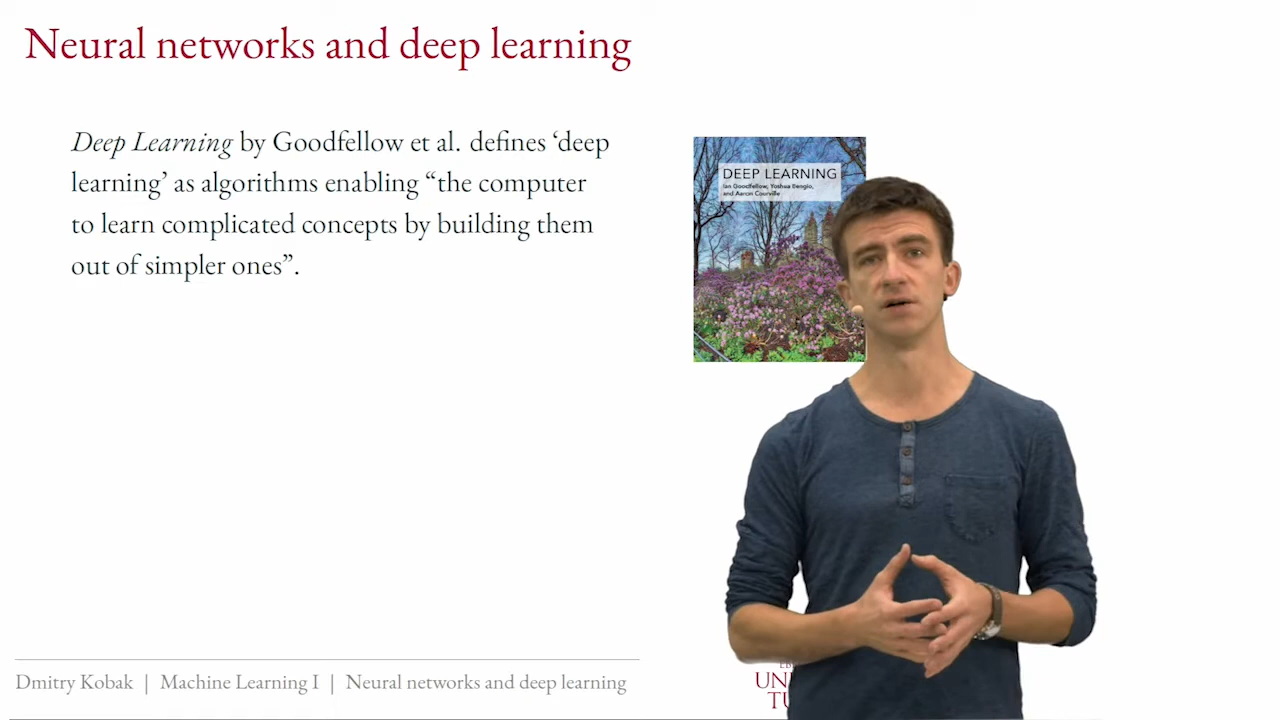 Neural networks and deep learning
Deep Learning by Goodfellow et al. defines ‘deep
learning’ as algorithms enabling “the computer
to learn complicated concepts by building them
out of simpler ones”.
DEEP LEARNING
Ian Goodfellow, Yoshua Bengio,
and Aaron Courville
Dmitry Kobak | Machine Learning I | Neural networks and deep learning